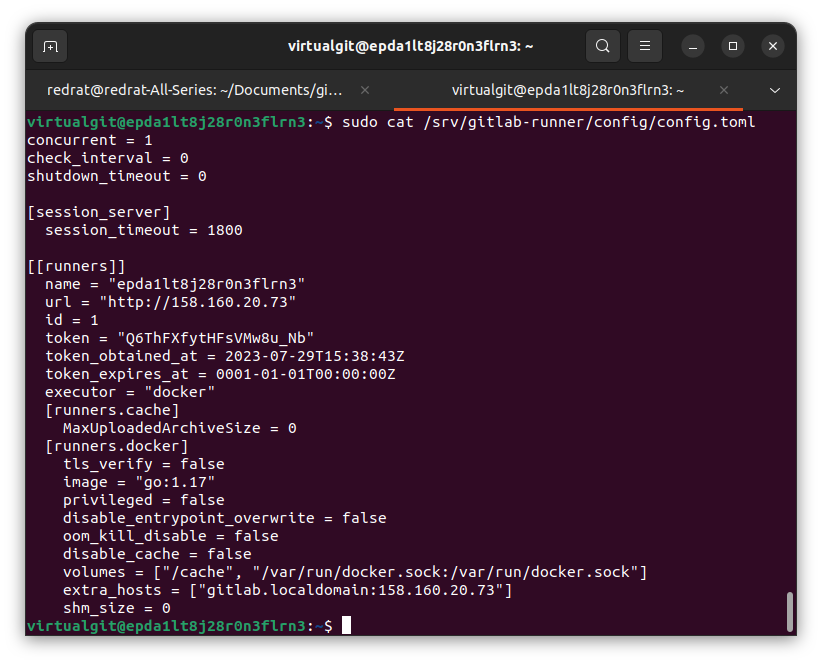 virtualgit@epda1lt8j28r0n3flrn3: ~
redrat@redrat-All-Series: ~/Documents/gi...
virtualgit@epda1lt8j28r0n3flrn3: ~
virtualgit@epda1lt8j28r0n3flrn3:~$ sudo cat /srv/gitlab-runner/config/config.toml
concurrent = 1
check_interval = 0
shutdown_timeout = 0
[session_server]
  session_timeout = 1800
[[runners]]
  name = "epda1lt8j28r0n3flrn3"
  url = "http://158.160.20.73"
  id = 1
  token = "Q6ThFXfytHFsVMw8u_Nb"
  token_obtained_at = 2023-07-29T15:38:43Z
  token_expires_at = 0001-01-01T00:00:00Z
  executor = "docker"
  [runners.cache]
    MaxUploadedArchiveSize = 0
  [runners.docker]
    tls_verify = false
    image = "go:1.17"
    privileged = false
    disable_entrypoint_overwrite = false
    oom_kill_disable = false
    disable_cache = false
    volumes = ["/cache", "/var/run/docker.sock:/var/run/docker.sock"]
    extra_hosts = ["gitlab.localdomain:158.160.20.73"]
    shm_size = 0
virtualgit@epda1lt8j28r0n3flrn3:~$